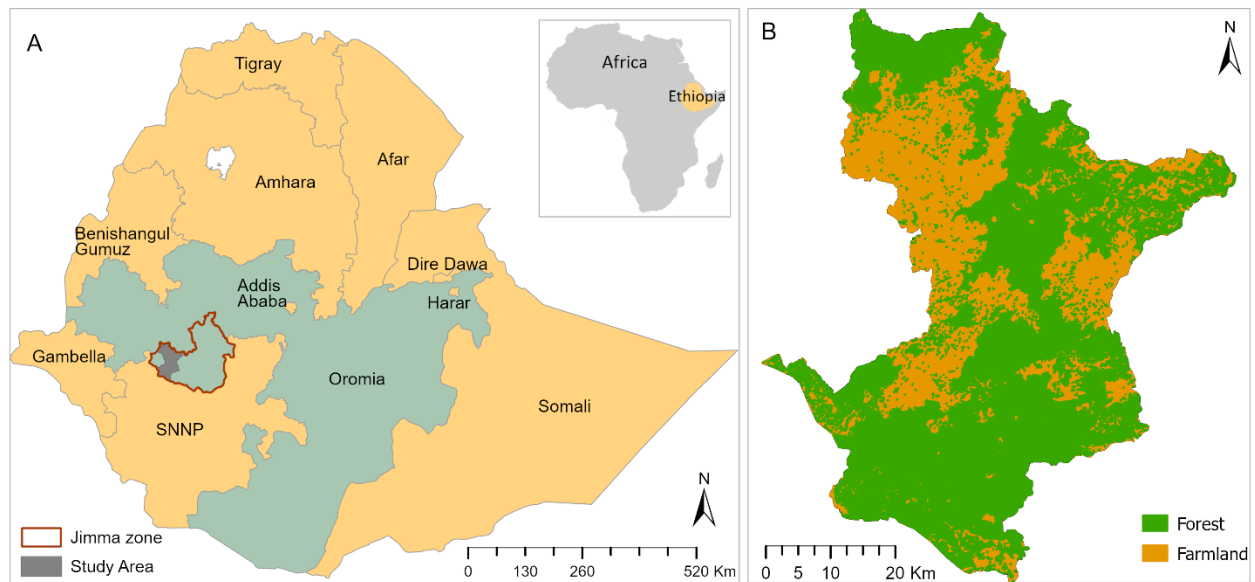 A
Tigray
Africa
Ethiopia
Afar
Amhara
Benishangul
Gumuz
Dire Dawa
Addis
Ababa
Harar
Gambella
Oromia
Somali
SNNP
N
Jimma zone
Study Area
0 130 260 520 Km
B
N
Forest
Farmland
0 5 10 20 Km